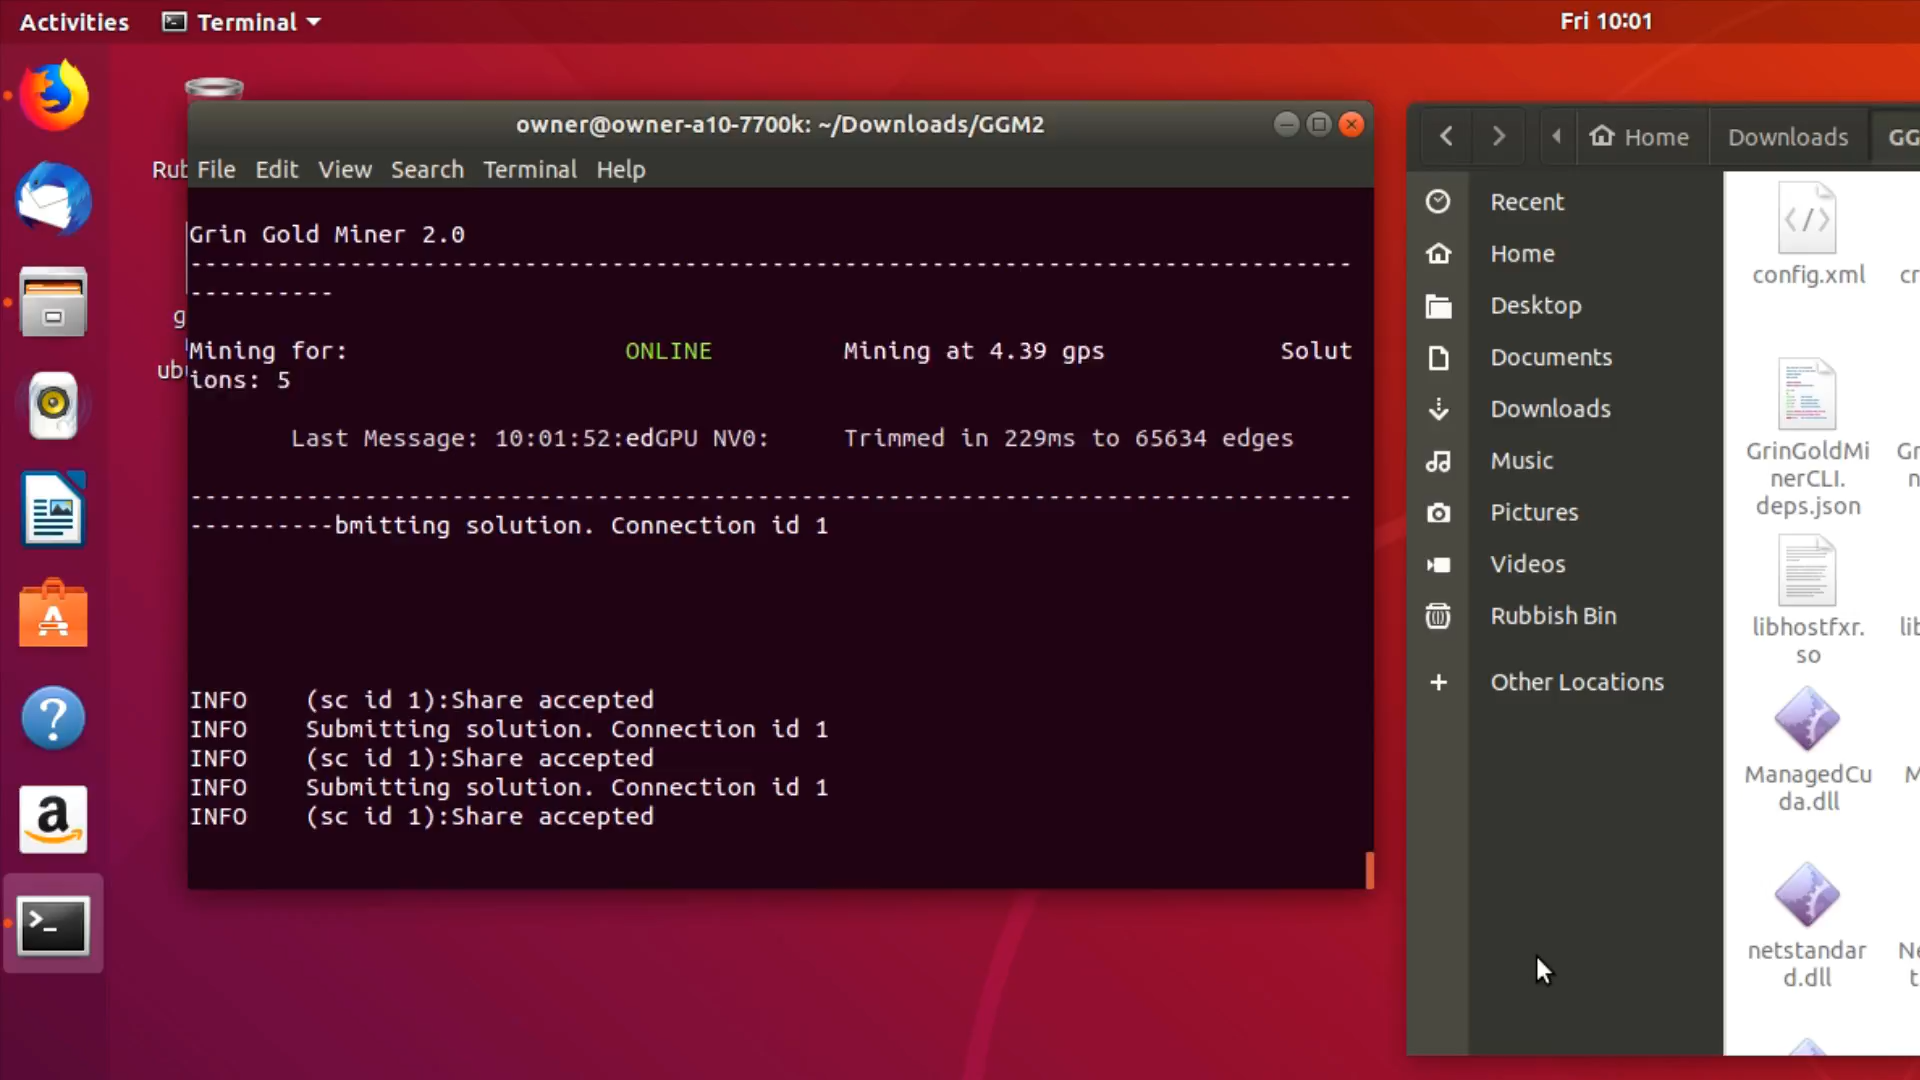 Activities
Terminal
Fri 10:01
Rub
g
ubu
owner@owner-a10-7700k: ~/Downloads/GGM2
File Edit View Search Terminal Help
Grin Gold Miner 2.0
--------------------------------------------------------------------------------
----------
Mining for: ONLINE Mining at 4.39 gps Solut
ions: 5
Last Message: 10:01:52:edGPU NV0: Trimmed in 229ms to 65634 edges
--------------------------------------------------------------------------------
----------bmitting solution. Connection id 1
INFO (sc id 1):Share accepted
INFO Submitting solution. Connection id 1
INFO (sc id 1):Share accepted
INFO Submitting solution. Connection id 1
INFO (sc id 1):Share accepted
Home Downloads GG
Recent
Home
Desktop
Documents
Downloads
Music
Pictures
Videos
Rubbish Bin
Other Locations
config.xml cr
GrinGoldMi
nerCLI.
deps.json
libhostfxr.
so
ManagedCu
da.dll
netstandar
d.dll